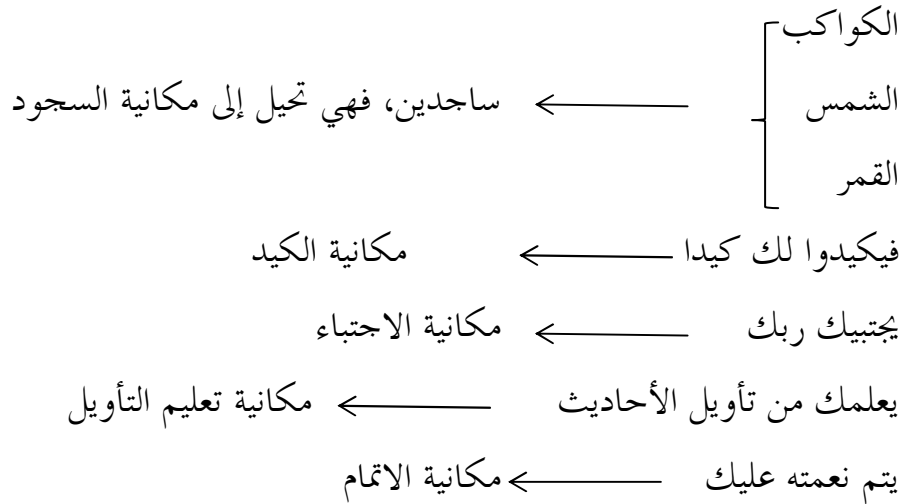 الكواكب
الشمس ساجدين، فهي تحيل إلى مكانية السجود
القمر
فيكيدوا لك كيدا مكانية الكيد
يجتبيك ربك مكانية الاجتباء
يعلمك من تأويل الأحاديث مكانية تعليم التأويل
يتم نعمته عليك مكانية الاتمام